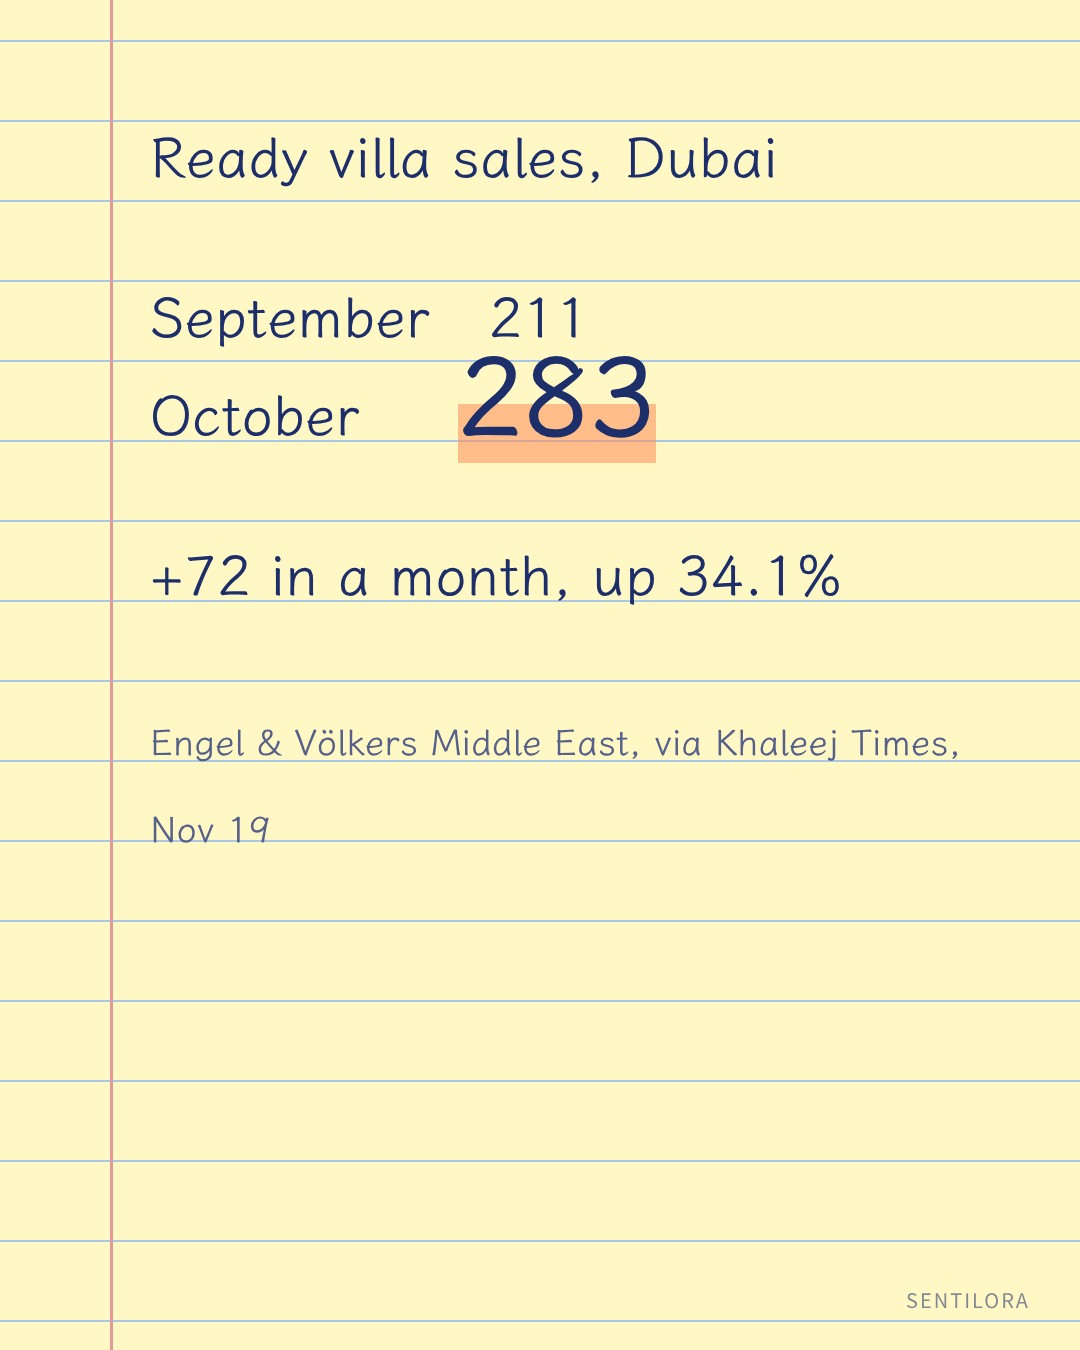 Ready villa sales, Dubai
September 211
October 283
+72 in a month, up 34.1%
Engel & Völkers Middle East, via Khaleej Times,
Nov 19
SENTILORA